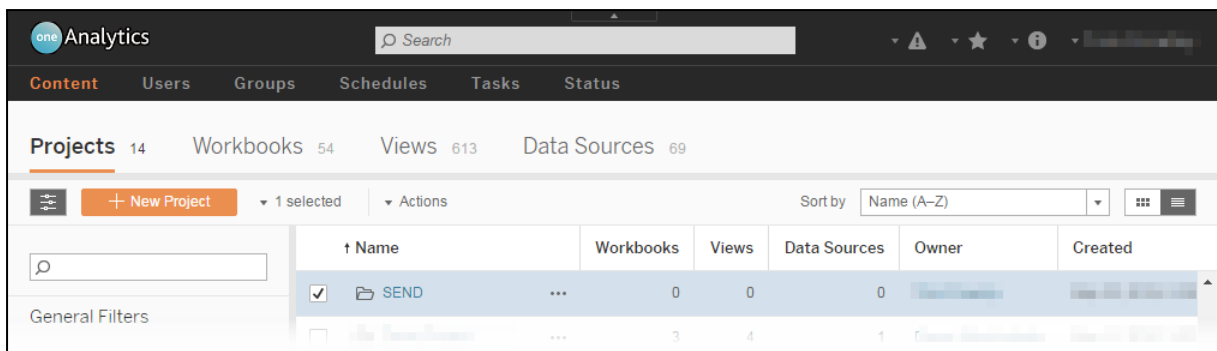 one Analytics
Search
Content Users Groups Schedules Tasks Status
Projects 14 Workbooks 54 Views 613 Data Sources 69
+ New Project 1 selected Actions Sort by Name (A–Z)
↑ Name Workbooks Views Data Sources Owner Created
SEND ... 0 0 0
General Filters
... 3 4 1